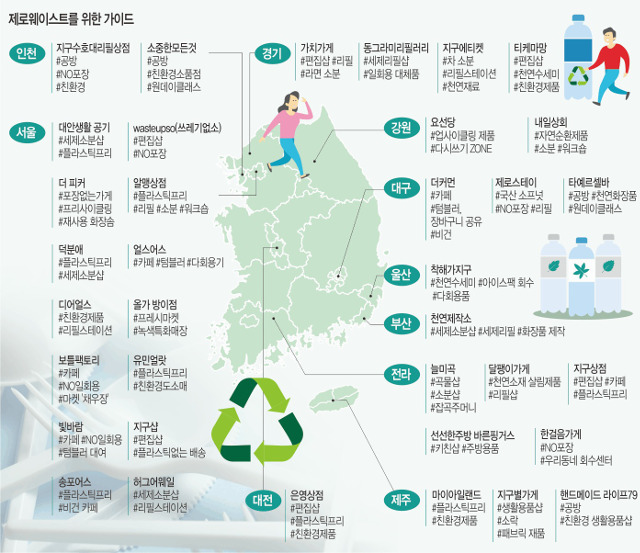 제로웨이스트를 위한 가이드
인천
지구수호대리필상점
#공방
#NO포장
#친환경
소중한모든것
#공방
#친환경소품점
#원데이클래스
경기
가치가게
#편집샵 #리필
#라면 소분
동그라미리필러리
#세제리필샵
#일회용 대체품
지구에티켓
#차 소분
#리필스테이션
#천연재료
티케마망
#편집샵
#천연수세미
#친환경제품
서울
대안생활 공기
#세제소분샵
#플라스틱프리
wasteupso(쓰레기없소)
#편집샵
#NO포장
더 피커
#포장없는가게
#프리사이클링
#재사용 화장솜
알맹상점
#플라스틱프리
#리필 #소분 #워크숍
덕분애
#플라스틱프리
#세제소분샵
얼스어스
#카페 #텀블러 #다회용기
디어얼스
#친환경제품
#리필스테이션
올가 방이점
#프레시마켓
#녹색특화매장
보틀팩토리
#카페
#NO일회용
#마켓 '채우장'
유민얼랏
#플라스틱프리
#친환경도소매
빛바람
#카페 #NO일회용
#텀블러 대여
지구샵
#편집샵
#플라스틱없는 배송
송포어스
#플라스틱프리
#비건 카페
허그어웨일
#세제소분샵
#리필스테이션
강원
요선당
#업사이클링 제품
#다시쓰기 ZONE
내일상회
#자연순환제품
#소분 #워크숍
대구
더커먼
#카페
#텀블러,
장바구니 공유
#비건
제로스테이
#국산 소프넛
#NO포장 #리필
타예르셀바
#공방 #천연화장품
#원데이클래스
울산
착해가지구
#천연수세미 #아이스팩 회수
#다회용품
부산
천연제작소
#세제소분샵 #세제리필 #화장품 제작
전라
늘미곡
#곡물샵
#소분샵
#잡곡주머니
달팽이가게
#천연소재 살림제품
#리필샵
지구상점
#편집샵 #카페
#플라스틱프리
선선한주방 바른핑거스
#키친샵 #주방용품
한걸음가게
#NO포장
#우리동네 회수센터
대전
은영상점
#편집샵
#플라스틱프리
#친환경제품
제주
마이아일랜드
#플라스틱프리
#친환경제품
지구별가게
#생활용품샵
#소락
#패브릭 재품
핸드메이드 라이프79
#공방
#친환경 생활용품샵